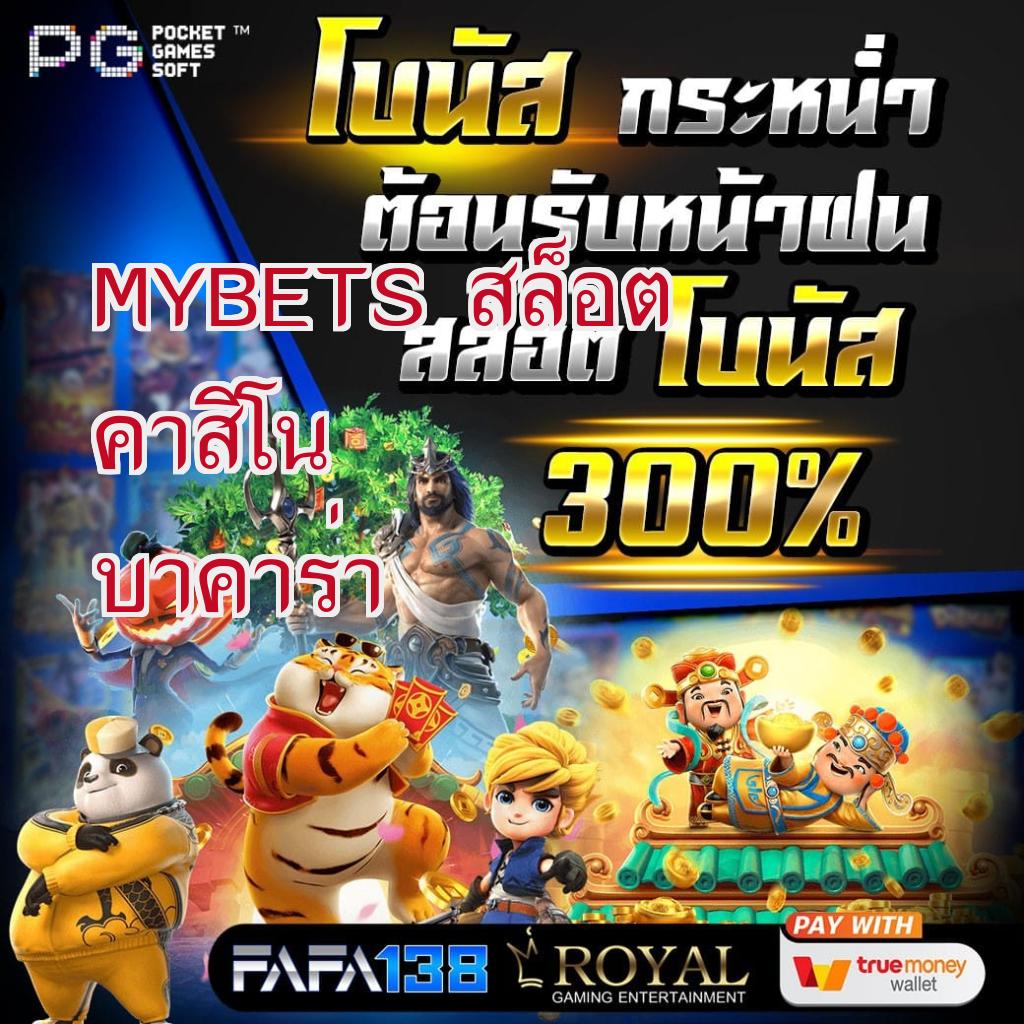 PG POCKET GAMES SOFT™
โบนัส กระหน่ำ
ต้อนรับหน้าฝน
MYBETS สล็อต
สล็อต โบนัส
คาสิโน
300%
บาคาร่า
FAFA138
ROYAL
GAMING ENTERTAINMENT
PAY WITH
truemoney
wallet